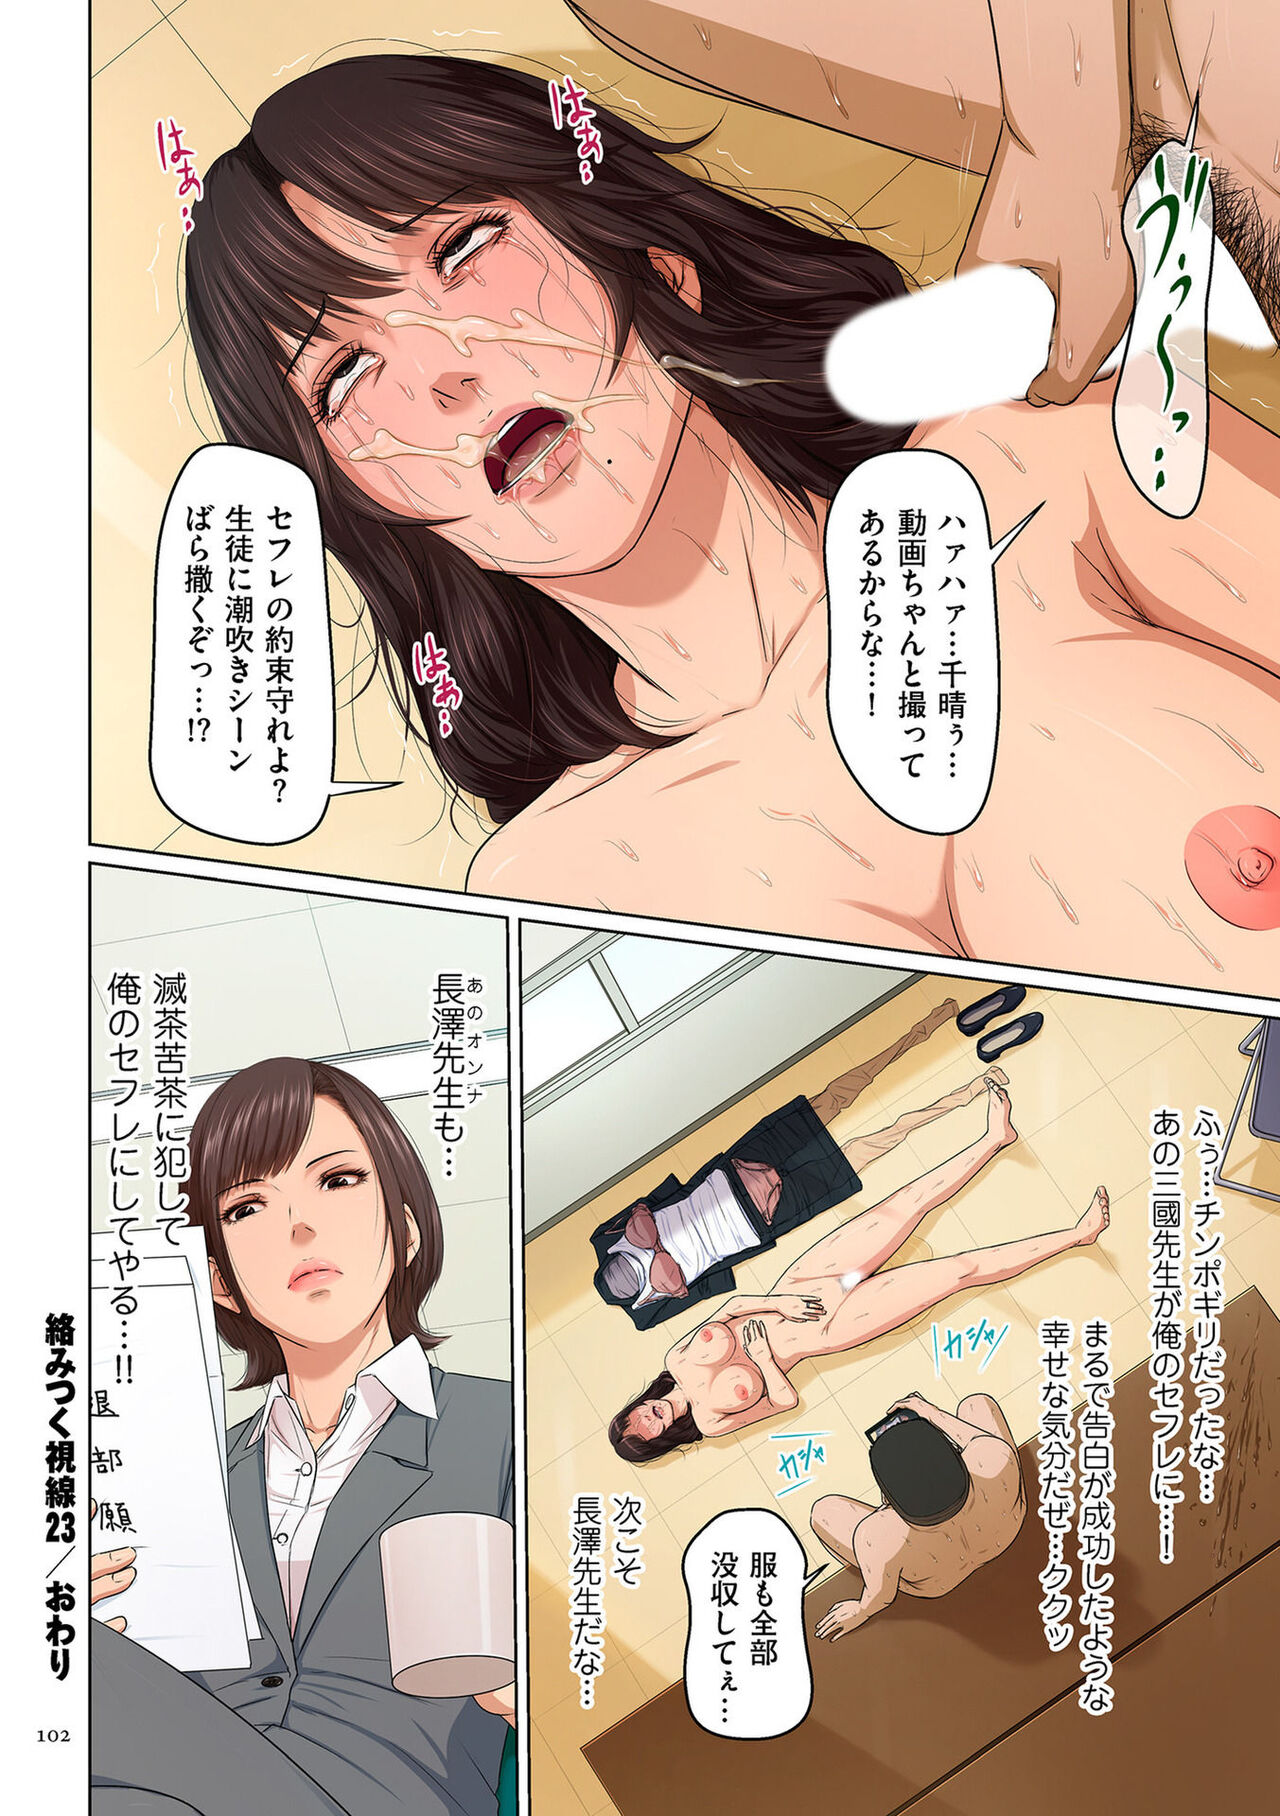 はあ…
はあ…
はあ…
ゔぅ〜っ…
ハァハァ…千晴ぅ…
動画ちゃんと撮って
あるからな…!
セフレの約束守れよ?
生徒に潮吹きシーン
ばら撒くぞっ…!?
ふぅ…チンポギリだったな…
あの三國先生が俺のセフレに…!
まるで告白が成功したような
幸せな気分だぜ…ククッ
カシャ
カシャ
服も全部
没収してぇ…
次こそ
長澤先生だな…
あのオンナ
長澤先生も…
滅茶苦茶に犯して
俺のセフレにしてやる…!!
退部願
絡みつく視線23/おわり
102